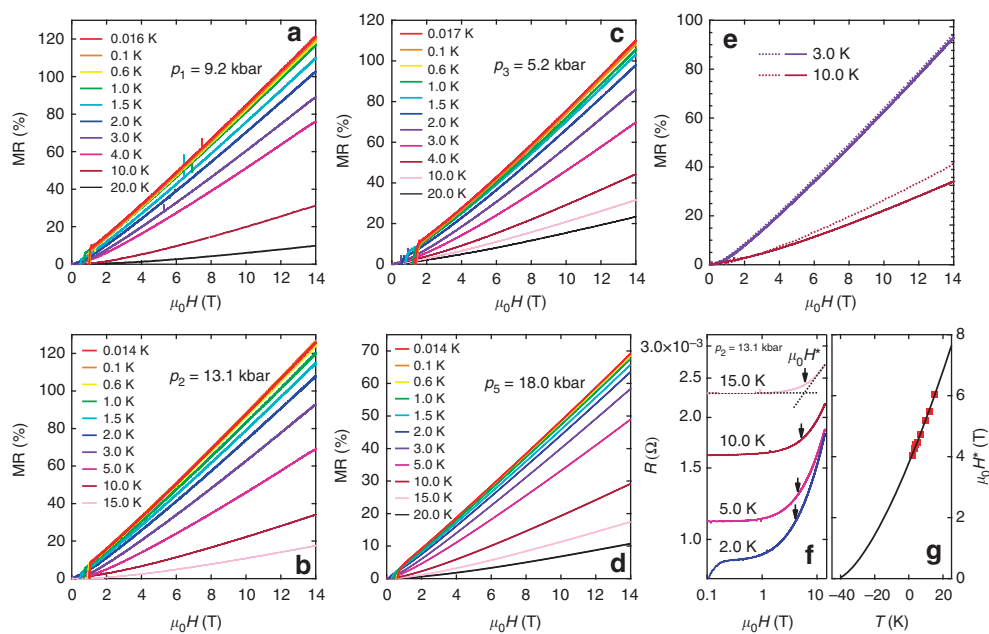 a
MR (%)
120
100
80
60
40
20
0
0.016 K
0.1 K
0.6 K
1.0 K
1.5 K
2.0 K
3.0 K
4.0 K
10.0 K
20.0 K
p1 = 9.2 kbar
0 2 4 6 8 10 12 14
μ0H (T)
c
MR (%)
120
100
80
60
40
20
0
0.017 K
0.1 K
0.6 K
1.0 K
1.5 K
2.0 K
3.0 K
4.0 K
10.0 K
20.0 K
p3 = 5.2 kbar
0 2 4 6 8 10 12 14
μ0H (T)
e
MR (%)
100
80
60
40
20
0
3.0 K
10.0 K
0 2 4 6 8 10 12 14
μ0H (T)
b
MR (%)
130
120
100
80
60
40
20
0
0.014 K
0.1 K
0.6 K
1.0 K
1.5 K
2.0 K
3.0 K
5.0 K
10.0 K
15.0 K
p2 = 13.1 kbar
0 2 4 6 8 10 12 14
μ0H (T)
d
MR (%)
70
60
50
40
30
20
10
0
0.014 K
0.1 K
0.6 K
1.0 K
1.5 K
2.0 K
3.0 K
5.0 K
10.0 K
15.0 K
20.0 K
p5 = 18.0 kbar
0 2 4 6 8 10 12 14
μ0H (T)
f
R (Ω)
3.0×10−3
2.5
2.0
1.5
1.0
p2 = 13.1 kbar
μ0H*
15.0 K
10.0 K
5.0 K
2.0 K
0.1 1 10
μ0H (T)
g
8
6
4
2
0
μ0H* (T)
−40 −20 0 20
T (K)